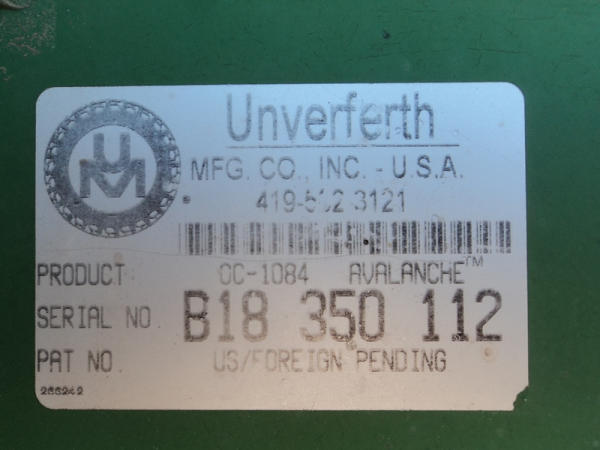 UM
Unverferth
MFG. CO., INC. - U.S.A.
PRODUCT OC-1084 AVALANCHE™
SERIAL NO. B18 350 112
PAT NO. US/FOREIGN PENDING
266242